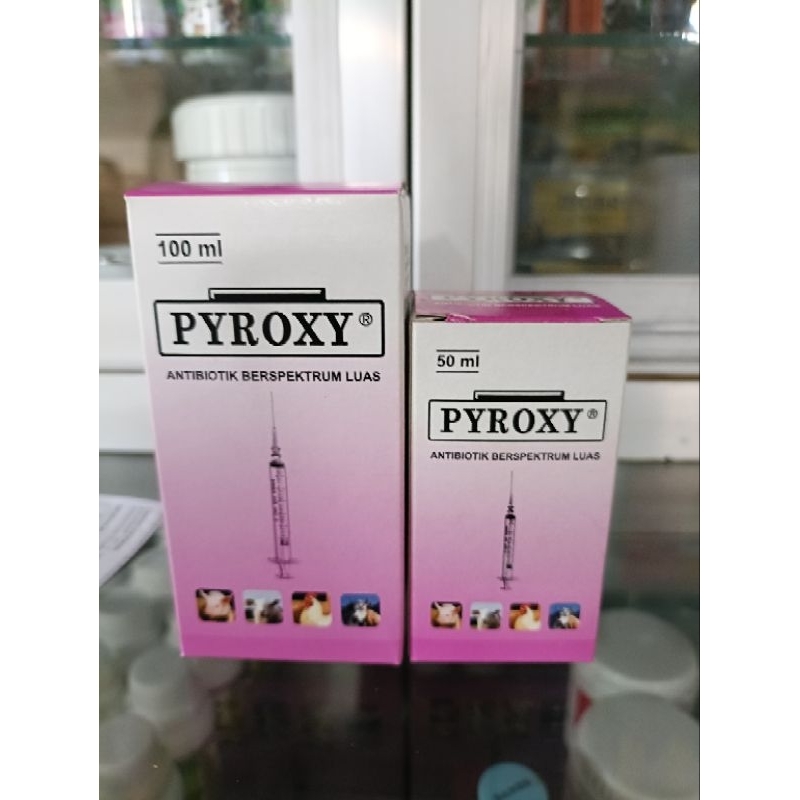 100 ml
PYROXY®
ANTIBIOTIK BERSPEKTRUM LUAS
50 ml
PYROXY®
ANTIBIOTIK BERSPEKTRUM LUAS